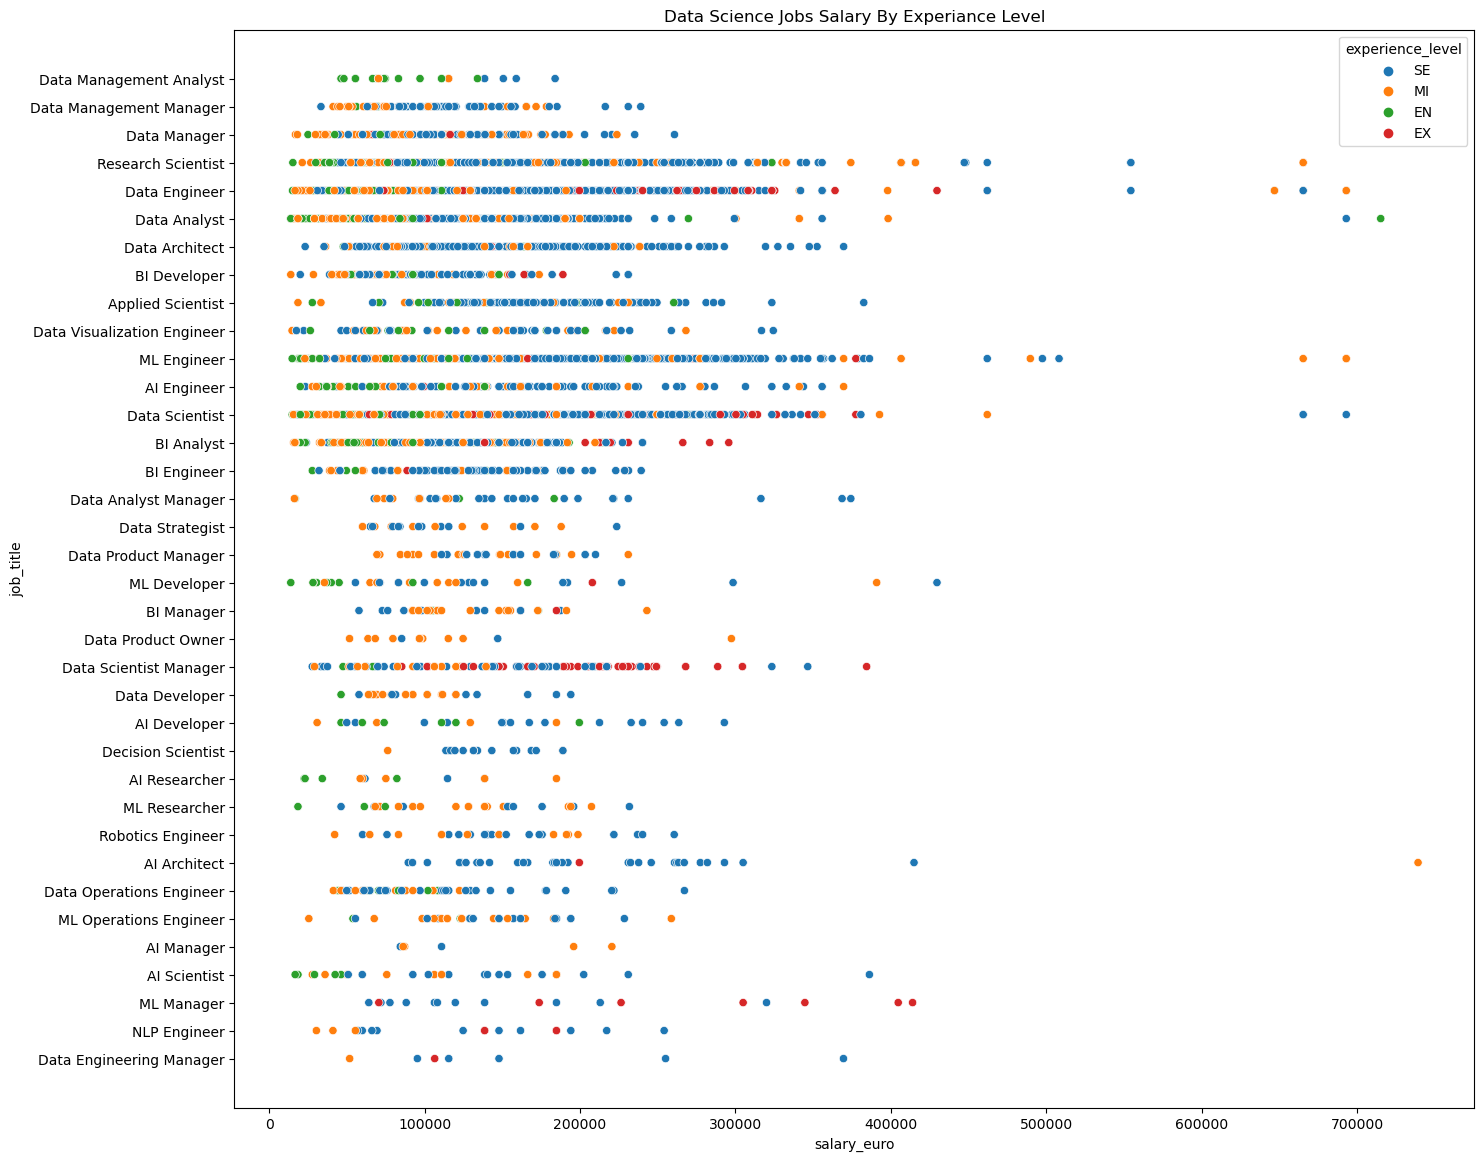 Data Science Jobs Salary By Experiance Level
experience_level
SE
MI
EN
EX
job_title
Data Management Analyst
Data Management Manager
Data Manager
Research Scientist
Data Engineer
Data Analyst
Data Architect
BI Developer
Applied Scientist
Data Visualization Engineer
ML Engineer
AI Engineer
Data Scientist
BI Analyst
BI Engineer
Data Analyst Manager
Data Strategist
Data Product Manager
ML Developer
BI Manager
Data Product Owner
Data Scientist Manager
Data Developer
AI Developer
Decision Scientist
AI Researcher
ML Researcher
Robotics Engineer
AI Architect
Data Operations Engineer
ML Operations Engineer
AI Manager
AI Scientist
ML Manager
NLP Engineer
Data Engineering Manager
0 100000 200000 300000 400000 500000 600000 700000
salary_euro